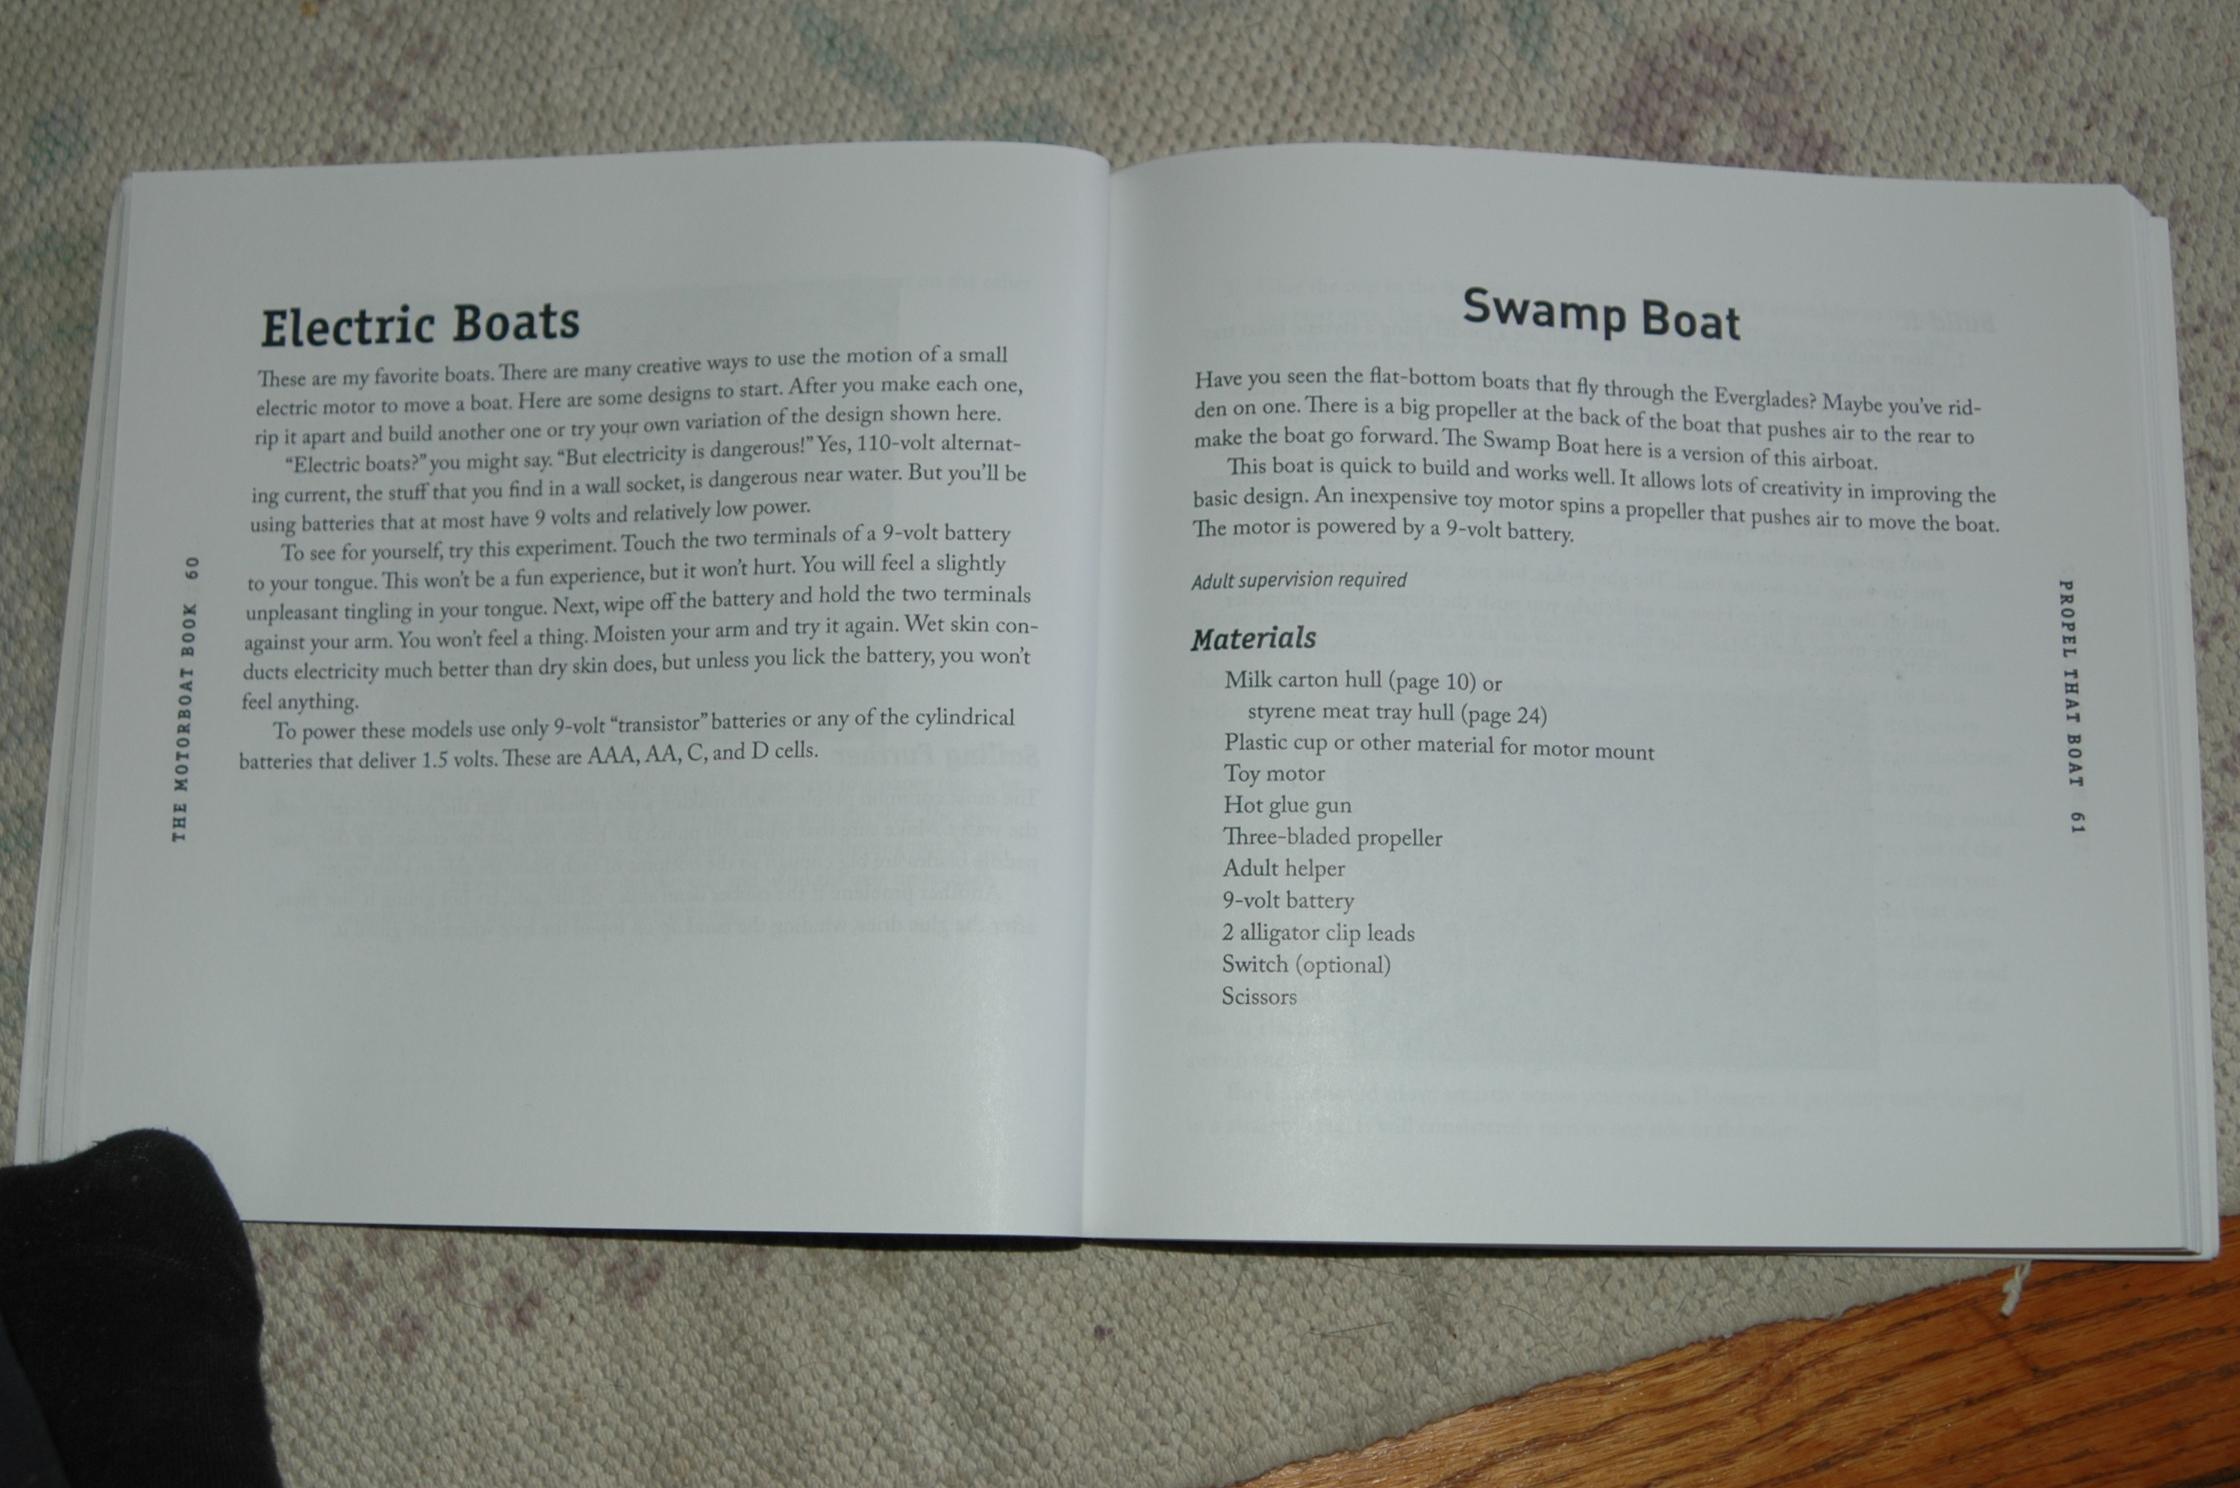 Electric Boats
These are my favorite boats. There are many creative ways to use the motion of a small
electric motor to move a boat. Here are some designs to start. After you make each one,
rip it apart and build another one or try your own variation of the design shown here.
“Electric boats?” you might say. “But electricity is dangerous!” Yes, 110-volt alternat-
ing current, the stuff that you find in a wall socket, is dangerous near water. But you’ll be
using batteries that at most have 9 volts and relatively low power.
To see for yourself, try this experiment. Touch the two terminals of a 9-volt battery
to your tongue. This won’t be a fun experience, but it won’t hurt. You will feel a slightly
unpleasant tingling in your tongue. Next, wipe off the battery and hold the two terminals
against your arm. You won’t feel a thing. Moisten your arm and try it again. Wet skin con-
ducts electricity much better than dry skin does, but unless you lick the battery, you won’t
feel anything.
To power these models use only 9-volt “transistor” batteries or any of the cylindrical
batteries that deliver 1.5 volts. These are AAA, AA, C, and D cells.
THE MOTORBOAT BOOK 60
Swamp Boat
Have you seen the flat-bottom boats that fly through the Everglades? Maybe you’ve rid-
den on one. There is a big propeller at the back of the boat that pushes air to the rear to
make the boat go forward. The Swamp Boat here is a version of this airboat.
This boat is quick to build and works well. It allows lots of creativity in improving the
basic design. An inexpensive toy motor spins a propeller that pushes air to move the boat.
The motor is powered by a 9-volt battery.
Adult supervision required
Materials
Milk carton hull (page 10) or
styrene meat tray hull (page 24)
Plastic cup or other material for motor mount
Toy motor
Hot glue gun
Three-bladed propeller
Adult helper
9-volt battery
2 alligator clip leads
Switch (optional)
Scissors
PROPEL THAT BOAT 61